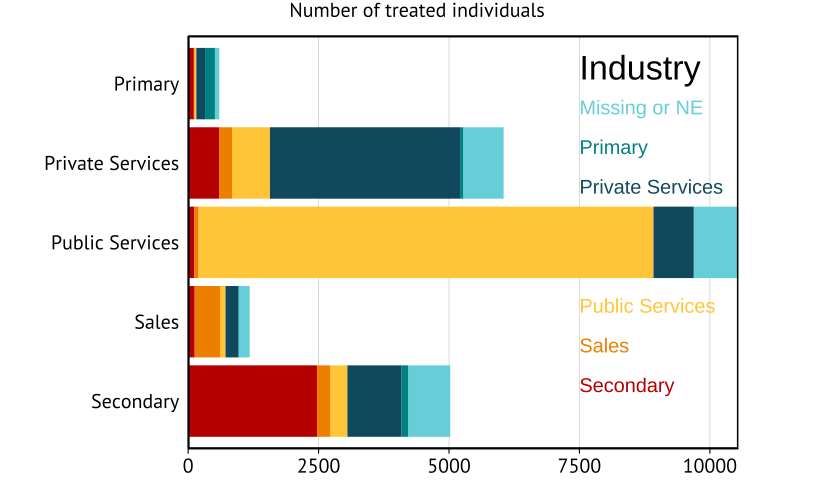 Number of treated individuals
Primary
Private Services
Public Services
Sales
Secondary
Industry
Missing or NE
Primary
Private Services
Public Services
Sales
Secondary
0 2500 5000 7500 10000